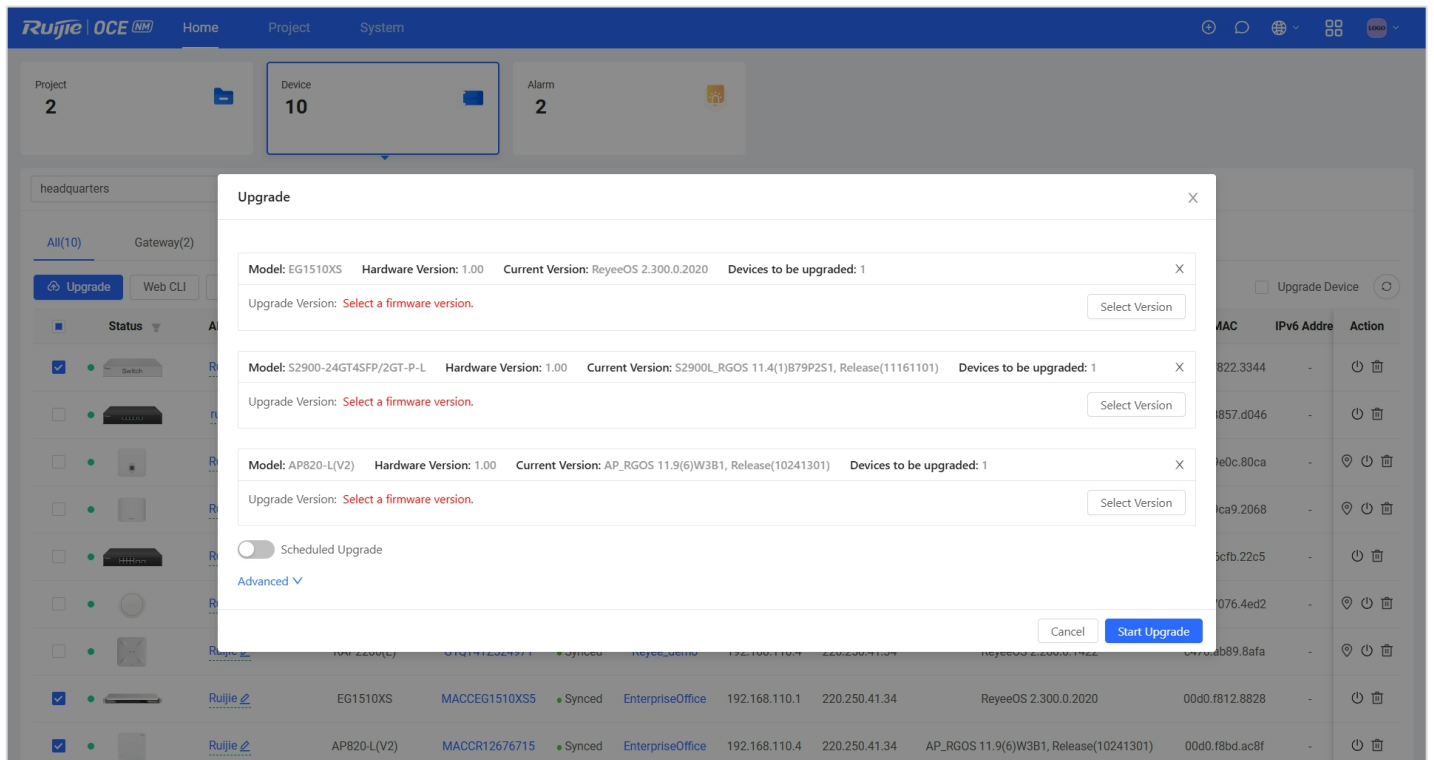 Ruijie | OCE NM Home Project System LOGO
Project Device Alarm
2 10 2
headquarters
Upgrade
All(10) Gateway(2)
Model: EG1510XS Hardware Version: 1.00 Current Version: ReyeeOS 2.300.0.2020 Devices to be upgraded: 1
Upgrade Web CLI Upgrade Device
Upgrade Version: Select a firmware version. Select Version
Status MAC IPv6 Addre Action
Switch
Model: S2900-24GT4SFP/2GT-P-L Hardware Version: 1.00 Current Version: S2900L_RGOS 11.4(1)B79P2S1, Release(11161101) Devices to be upgraded: 1
822.3344 -
Upgrade Version: Select a firmware version. Select Version
857.d046 -
Model: AP820-L(V2) Hardware Version: 1.00 Current Version: AP_RGOS 11.9(6)W3B1, Release(10241301) Devices to be upgraded: 1
e0c.80ca -
Upgrade Version: Select a firmware version. Select Version
ca9.2068 -
Scheduled Upgrade
cfb.22c5 -
Advanced
076.4ed2 -
Cancel Start Upgrade
ab89.8afa -
Ruijie EG1510XS MACCEG1510XS5 Synced EnterpriseOffice 192.168.110.1 220.250.41.34 ReyeeOS 2.300.0.2020 00d0.f812.8828 -
Ruijie AP820-L(V2) MACCR12676715 Synced EnterpriseOffice 192.168.110.4 220.250.41.34 AP_RGOS 11.9(6)W3B1, Release(10241301) 00d0.f8bd.ac8f -